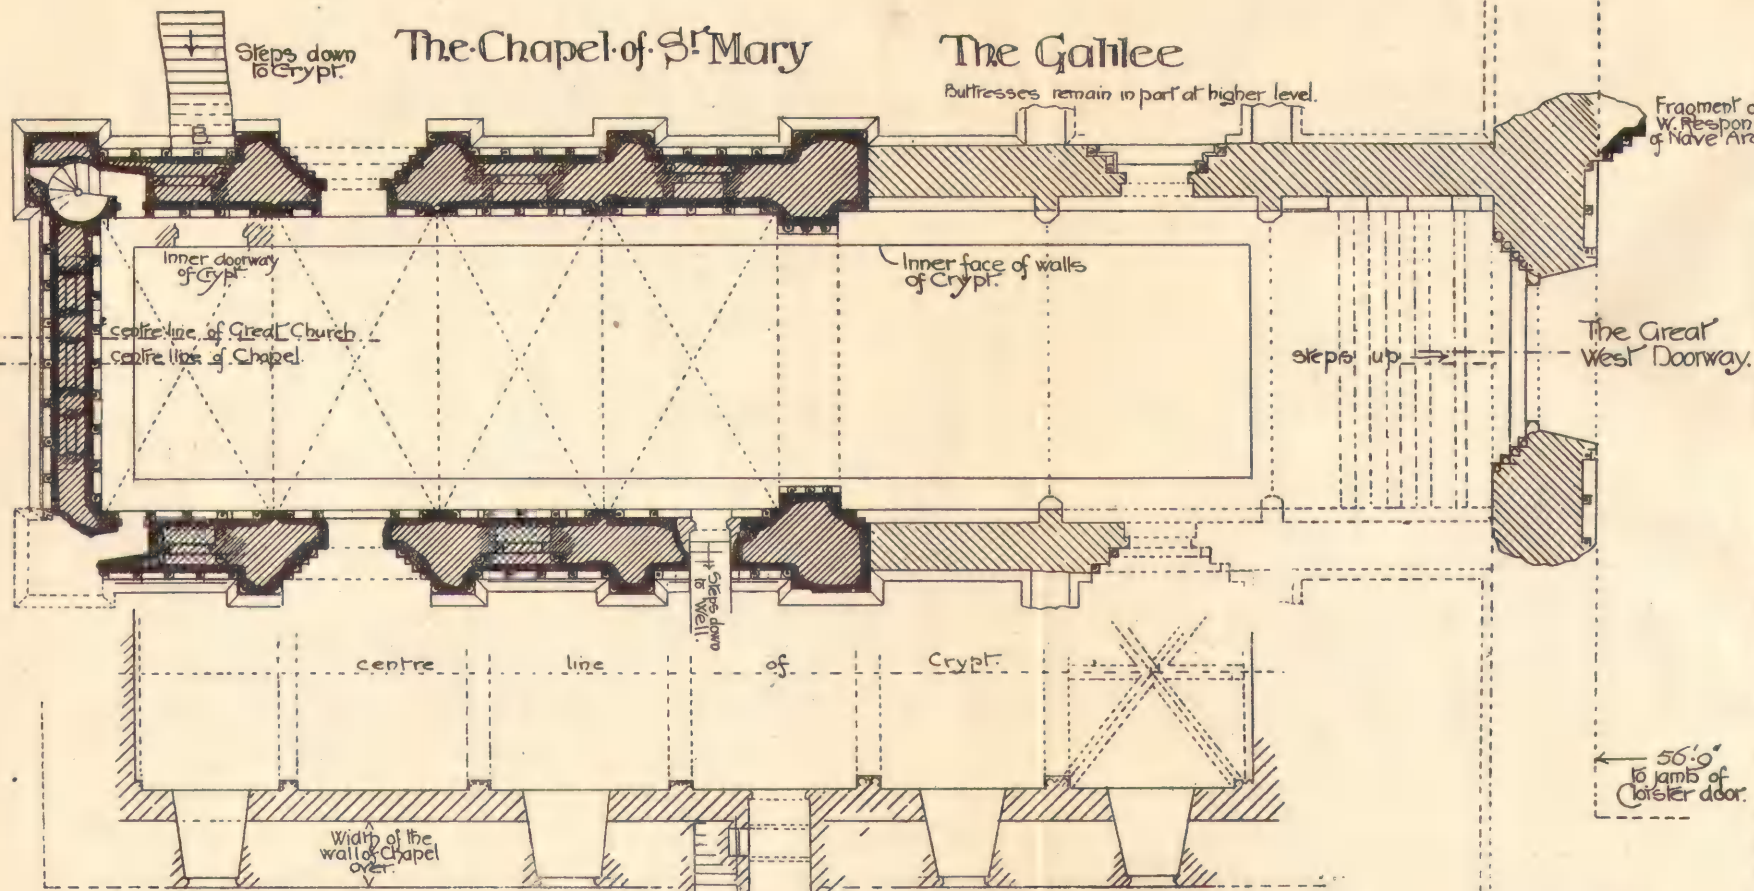 The·Chapel·of·St Mary
The Galilee
Buttresses remain in part at higher level.
Steps down
to Crypt.
Fragment
W. Respon
of Nave Arc
Inner doorway
of Crypt.
Inner face of walls
of Crypt.
centre line of Great Church
centre line of Chapel.
steps up
The Great
West Doorway.
Steps down
to Well.
centre line of Crypt.
56'·9"
to jamb of
Cloister door.
Width of the
wall of Chapel
over.